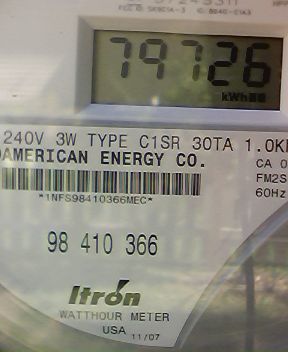 79726
kWh
240V 3W TYPE C1SR 30TA 1.0K
DAMERICAN ENERGY CO.
CA 0
FM2S
60Hz
*1NFS98410366MEC*
98 410 366
Itron
WATTHOUR METER
USA 11/07